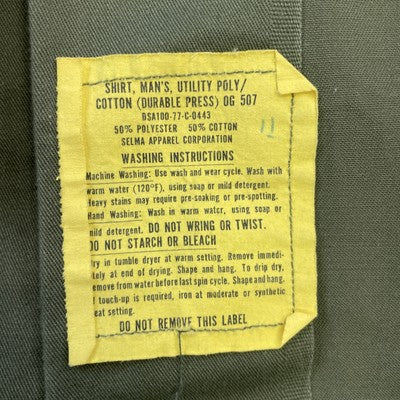 SHIRT, MAN'S, UTILITY POLY/
COTTON (DURABLE PRESS) OG 507
DSA100-77-C-0443
50% POLYESTER 50% COTTON
SELMA APPAREL CORPORATION
11
WASHING INSTRUCTIONS
Machine Washing: Use wash and wear cycle. Wash with
warm water (120°F), using soap or mild detergent.
Heavy stains may require pre-soaking or pre-spotting.
Hand Washing: Wash in warm water, using soap or
mild detergent. DO NOT WRING OR TWIST.
DO NOT STARCH OR BLEACH
ry in tumble dryer at warm setting. Remove immedi-
tely at end of drying. Shape and hang. To drip dry,
remove from water before last spin cycle. Shape and hang.
f touch-up is required, iron at moderate or synthetic
eat setting.
DO NOT REMOVE THIS LABEL